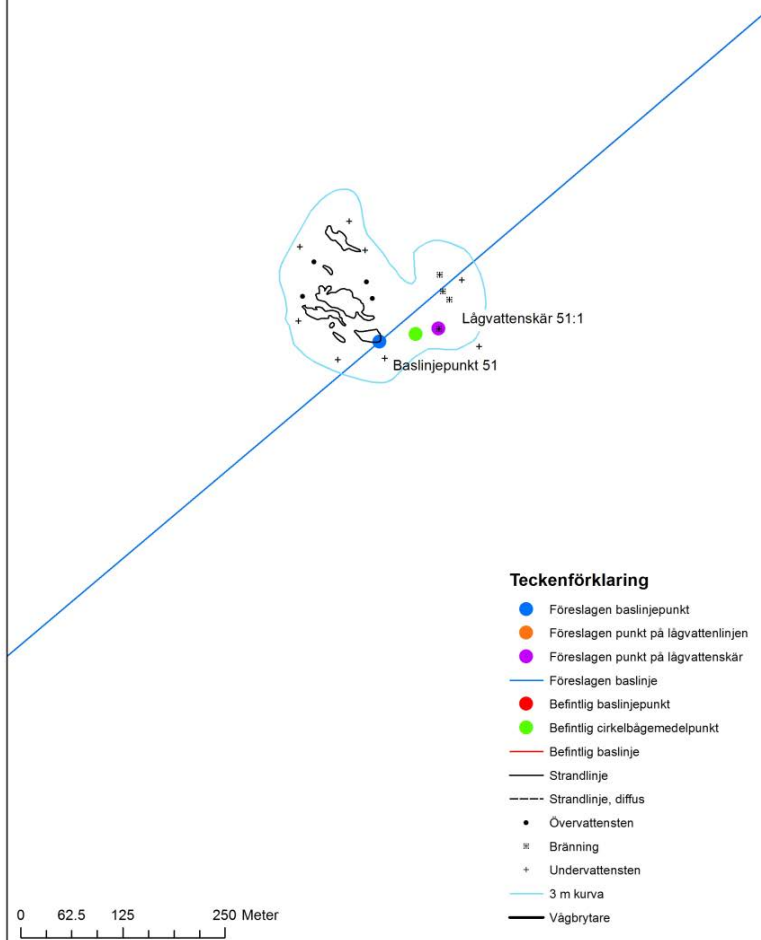 Lågvattenskär 51:1
Baslinjepunkt 51
Teckenförklaring
Föreslagen baslinjepunkt
Föreslagen punkt på lågvattenlinjen
Föreslagen punkt på lågvattenskär
Föreslagen baslinje
Befintlig baslinjepunkt
Befintlig cirkelbågemedelpunkt
Befintlig baslinje
Strandlinje
Strandlinje, diffus
Övervattensten
Bränning
Undervattensten
3 m kurva
Vågbrytare
0 62.5 125 250 Meter